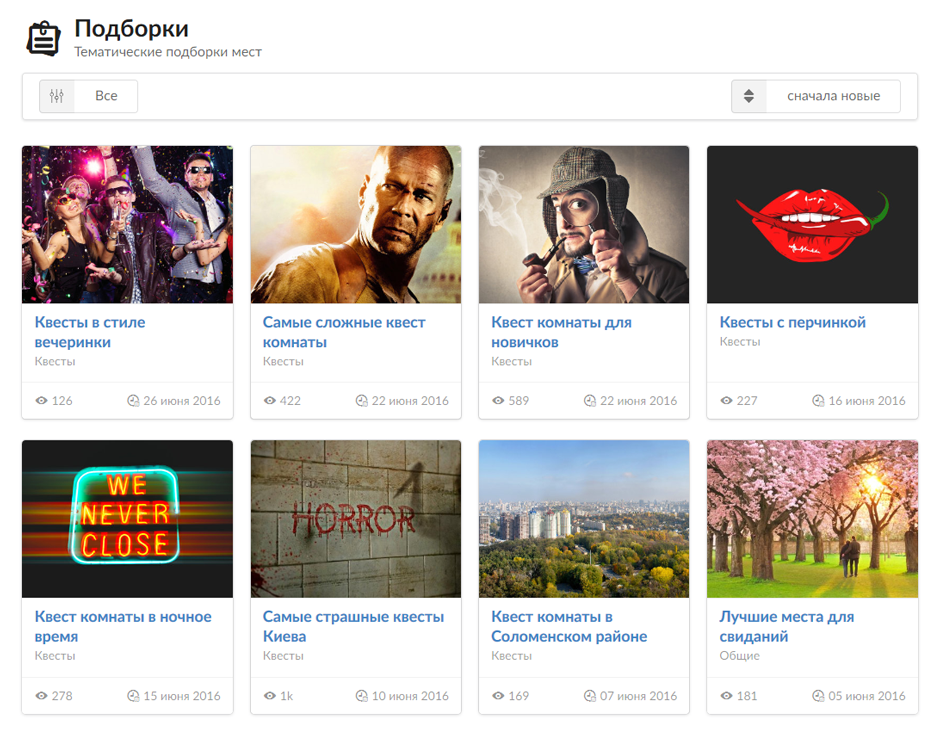 Подборки
Тематические подборки мест
Все
сначала новые
Квесты в стиле
вечеринки
Квесты
126
26 июня 2016
Самые сложные квест
комнаты
Квесты
422
22 июня 2016
Квест комнаты для
новичков
Квесты
589
22 июня 2016
Квесты с перчинкой
Квесты
227
16 июня 2016
WE
NEVER
CLOSE
Квест комнаты в ночное
время
Квесты
278
15 июня 2016
HORROR
Самые страшные квесты
Киева
Квесты
1k
10 июня 2016
Квест комнаты в
Соломенском районе
Квесты
169
07 июня 2016
Лучшие места для
свиданий
Общие
181
05 июня 2016